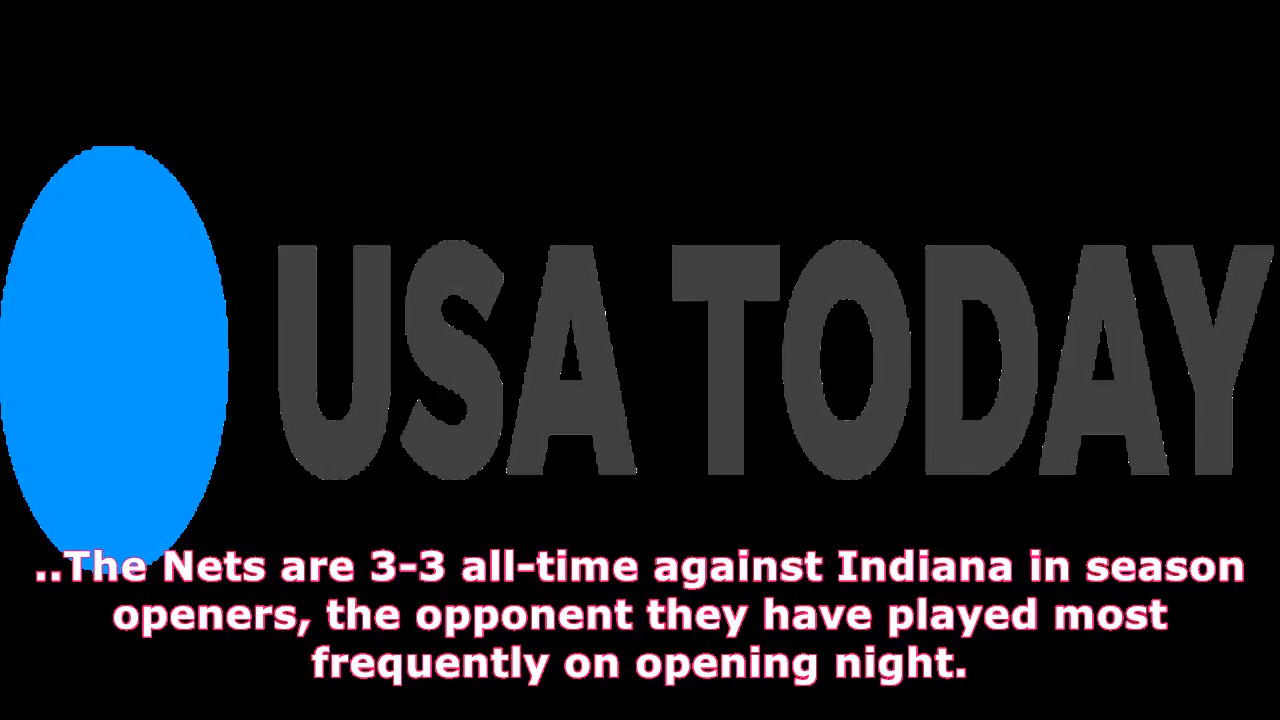 USA TODAY
..The Nets are 3-3 all-time against Indiana in season
openers, the opponent they have played most
frequently on opening night.